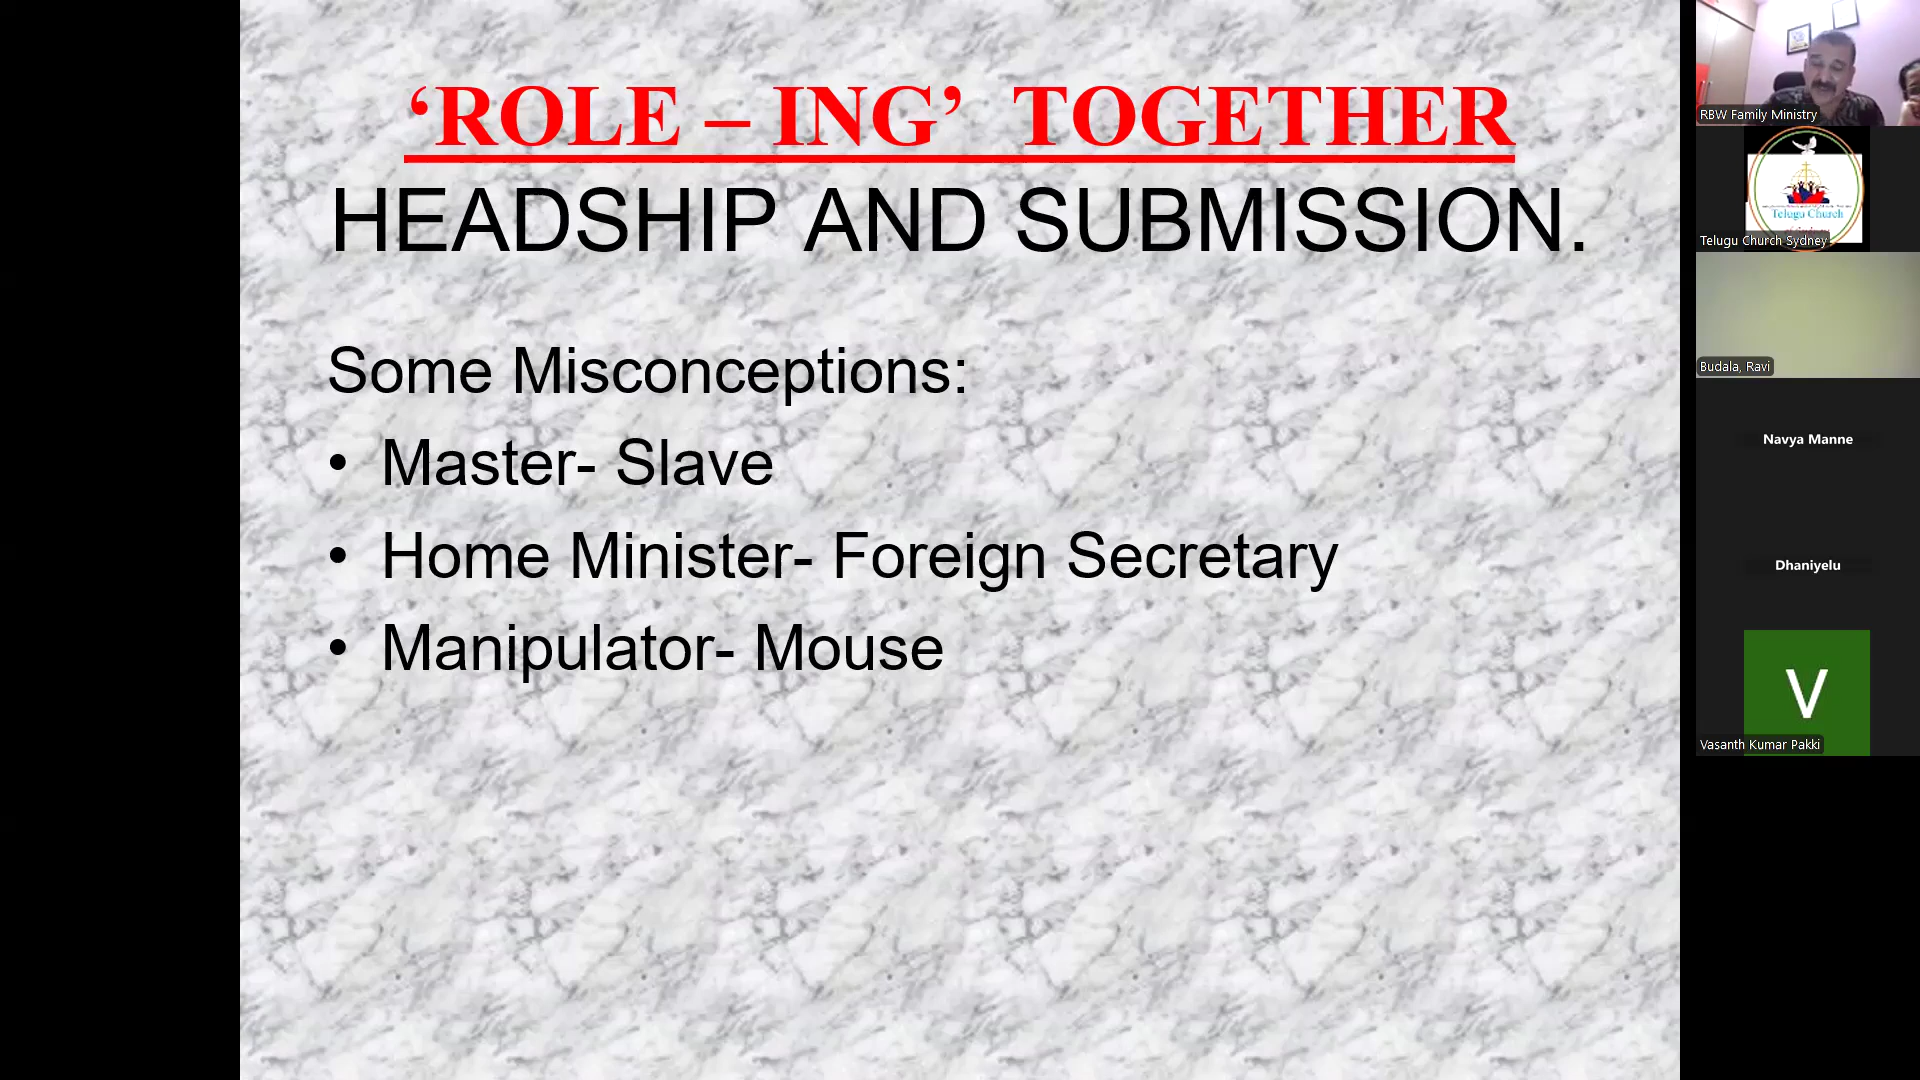 ‘ROLE – ING’ TOGETHER
HEADSHIP AND SUBMISSION.
Some Misconceptions:
• Master- Slave
• Home Minister- Foreign Secretary
• Manipulator- Mouse
RBW Family Ministry
Telugu Church
Telugu Church Sydney
Budala, Ravi
Navya Manne
Dhaniyelu
V
Vasanth Kumar Pakki